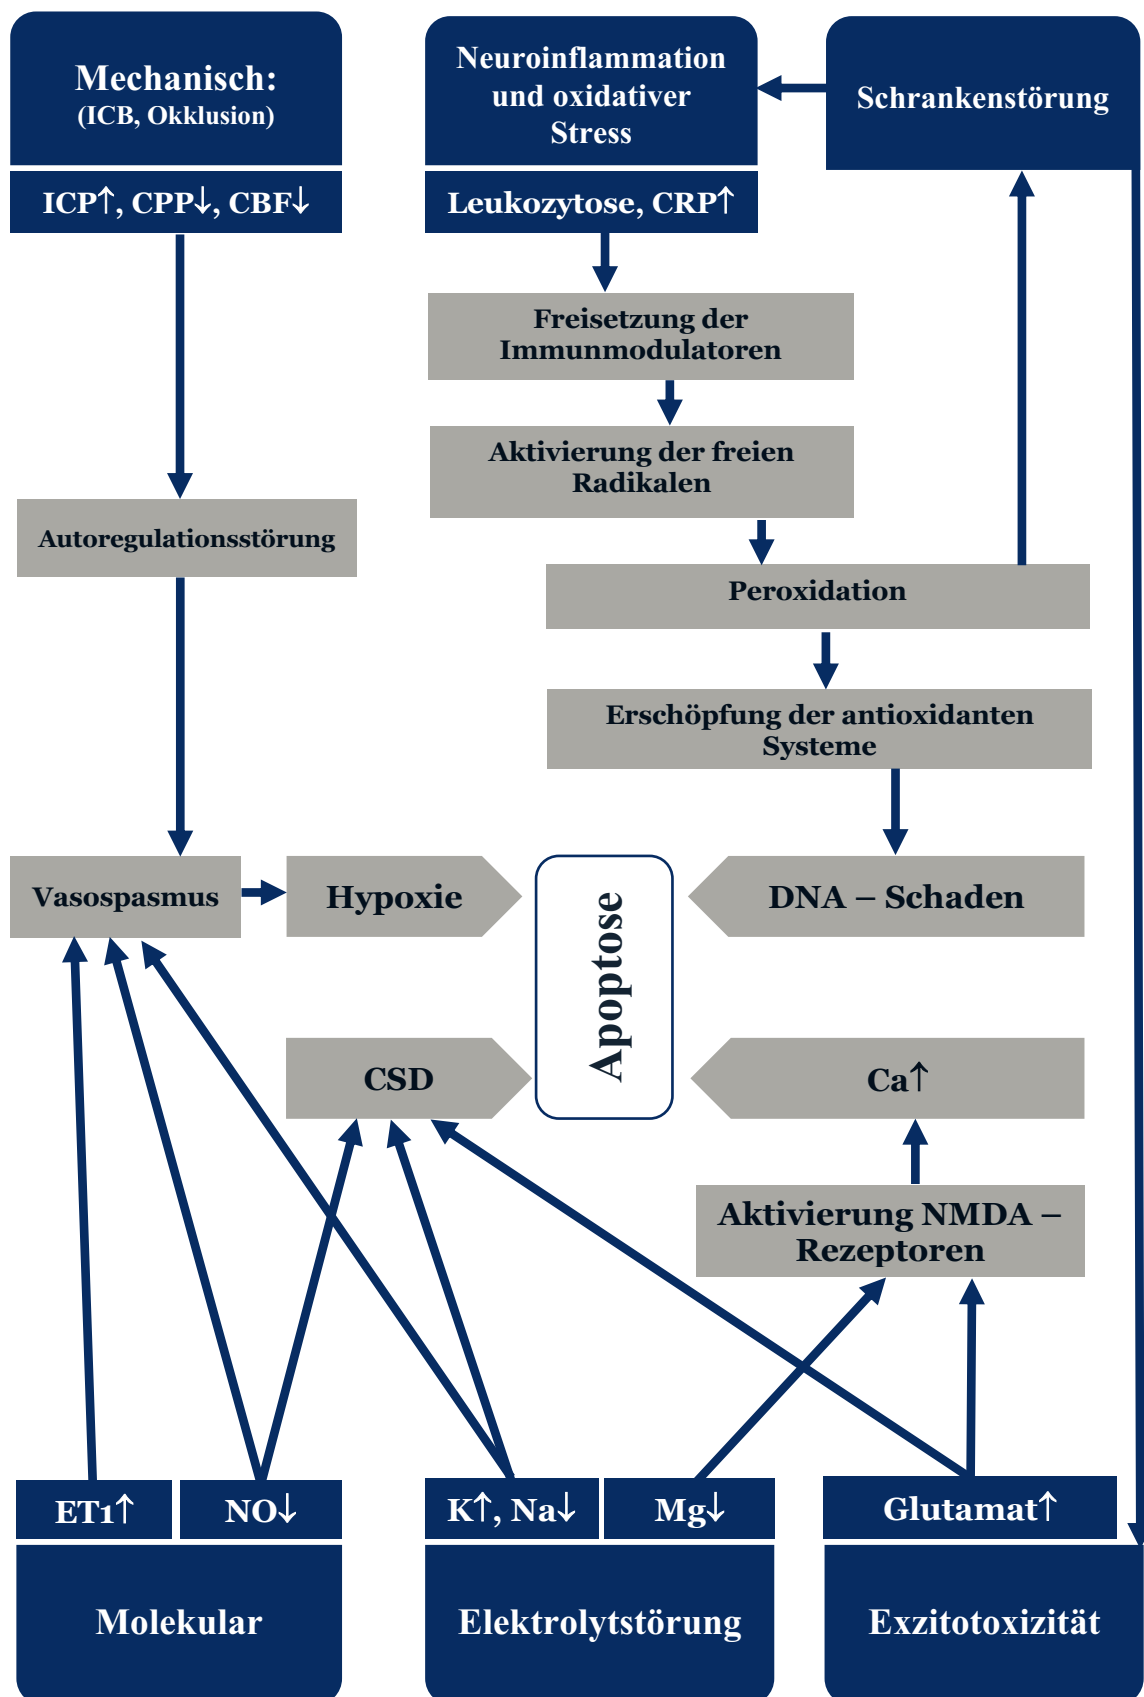 Mechanisch:
(ICB, Okklusion)
ICP↑, CPP↓, CBF↓
Neuroinflammation
und oxidativer
Stress
Leukozytose, CRP↑
Schrankenstörung
Freisetzung der
Immunmodulatoren
Aktivierung der freien
Radikalen
Autoregulationsstörung
Peroxidation
Erschöpfung der antioxidanten
Systeme
Vasospasmus
Hypoxie
Apoptose
DNA – Schaden
CSD
Ca↑
Aktivierung NMDA –
Rezeptoren
ET1↑
NO↓
K↑, Na↓
Mg↓
Glutamat↑
Molekular
Elektrolytstörung
Exzitotoxizität